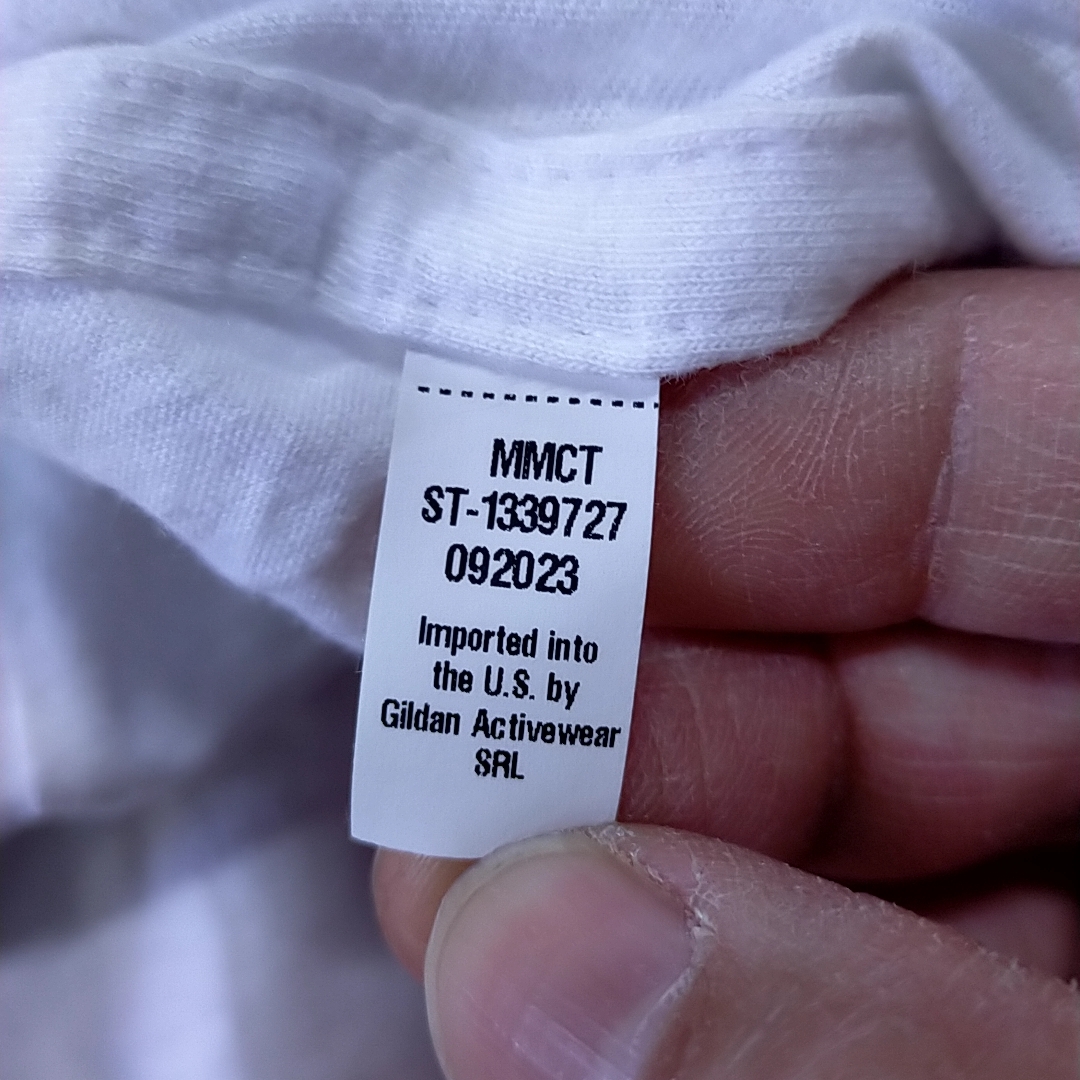 MMCT
ST-1339727
092023
Imported into
the U.S. by
Gildan Activewear
SRL